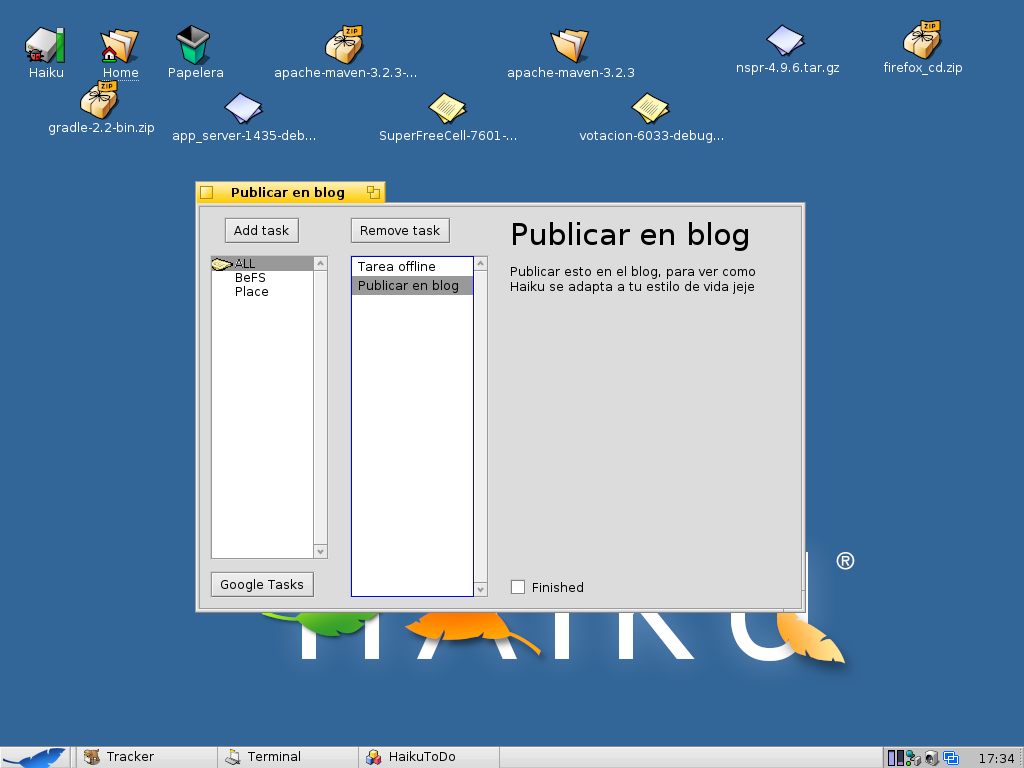 Haiku
Home
Papelera
apache-maven-3.2.3-...
apache-maven-3.2.3
nspr-4.9.6.tar.gz
firefox_cd.zip
gradle-2.2-bin.zip
app_server-1435-deb...
SuperFreeCell-7601-...
votacion-6033-debug...
ZIP
ZIP
ZIP
Publicar en blog
Add task
Remove task
Publicar en blog
ALL
BeFS
Place
Tarea offline
Publicar en blog
Publicar esto en el blog, para ver como
Haiku se adapta a tu estilo de vida jeje
Google Tasks
Finished
HAIKU®
Tracker
Terminal
HaikuToDo
17:34